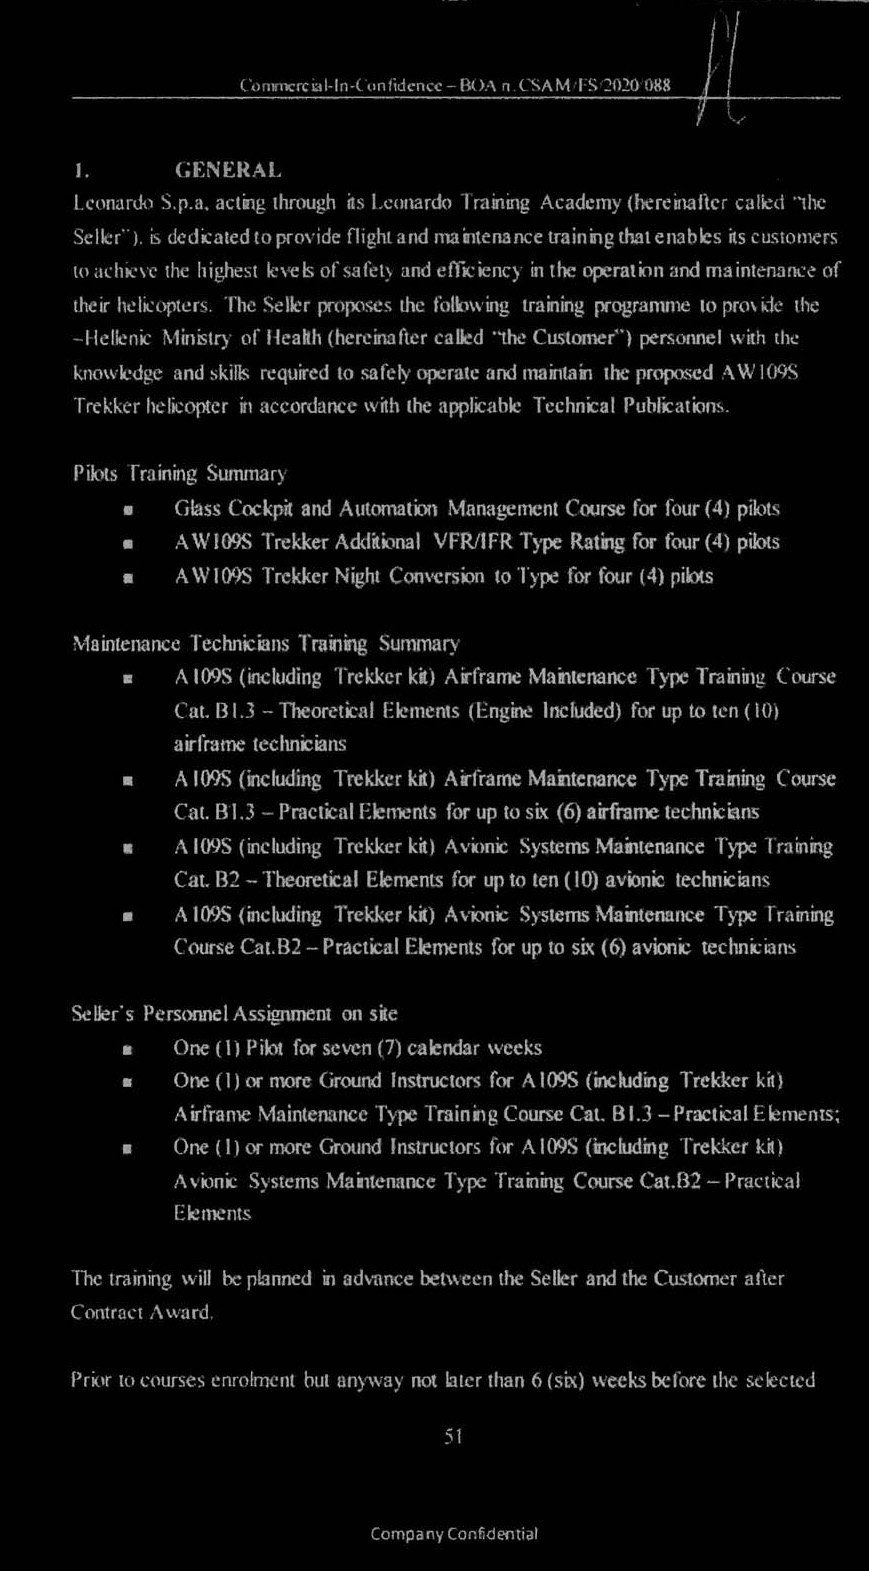 Commercial-In-Confidence – BOA n. CSAM/FS/2020/088
1. GENERAL
Leonardo S.p.a. acting through its Leonardo Training Academy (hereinafter called "the
Seller"), is dedicated to provide flight and maintenance training that enables its customers
to achieve the highest levels of safety and efficiency in the operation and maintenance of
their helicopters. The Seller proposes the following training programme to provide the
~Hellenic Ministry of Health (hereinafter called "the Customer") personnel with the
knowledge and skills required to safely operate and maintain the proposed AW109S
Trekker helicopter in accordance with the applicable Technical Publications.
Pilots Training Summary
▪ Glass Cockpit and Automation Management Course for four (4) pilots
▪ AW109S Trekker Additional VFR/IFR Type Rating for four (4) pilots
▪ AW109S Trekker Night Conversion to Type for four (4) pilots
Maintenance Technicians Training Summary
▪ A109S (including Trekker kit) Airframe Maintenance Type Training Course
Cat. B1.3 – Theoretical Elements (Engine Included) for up to ten (10)
airframe technicians
▪ A109S (including Trekker kit) Airframe Maintenance Type Training Course
Cat. B1.3 – Practical Elements for up to six (6) airframe technicians
▪ A109S (including Trekker kit) Avionic Systems Maintenance Type Training
Cat. B2 – Theoretical Elements for up to ten (10) avionic technicians
▪ A109S (including Trekker kit) Avionic Systems Maintenance Type Training
Course Cat.B2 – Practical Elements for up to six (6) avionic technicians
Seller's Personnel Assignment on site
▪ One (1) Pilot for seven (7) calendar weeks
▪ One (1) or more Ground Instructors for A109S (including Trekker kit)
Airframe Maintenance Type Training Course Cat. B1.3 – Practical Elements;
▪ One (1) or more Ground Instructors for A109S (including Trekker kit)
Avionic Systems Maintenance Type Training Course Cat.B2 – Practical
Elements
The training will be planned in advance between the Seller and the Customer after
Contract Award.
Prior to courses enrolment but anyway not later than 6 (six) weeks before the selected
51
Company Confidential